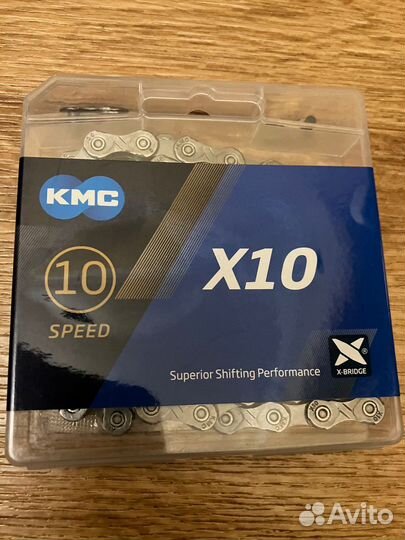 KMC
10
SPEED
X10
Superior Shifting Performance
X-BRIDGE
Avito